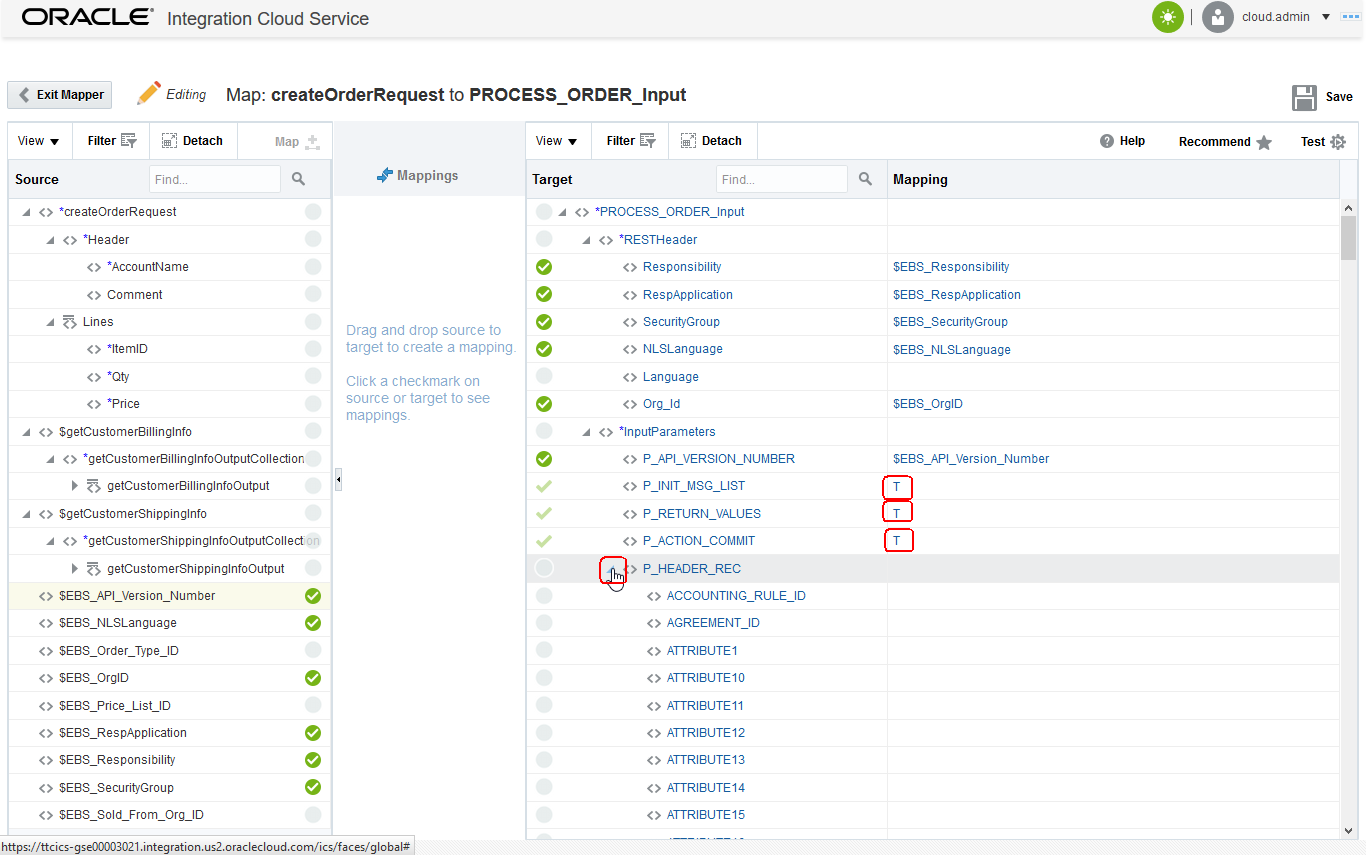 ORACLE® Integration Cloud Service
cloud.admin
Exit Mapper
Editing
Map: createOrderRequest to PROCESS_ORDER_Input
Save
View
Filter
Detach
Map
Source
Find...
*createOrderRequest
*Header
*AccountName
Comment
Lines
*ItemID
*Qty
*Price
$getCustomerBillingInfo
*getCustomerBillingInfoOutputCollection
getCustomerBillingInfoOutput
$getCustomerShippingInfo
*getCustomerShippingInfoOutputCollection
getCustomerShippingInfoOutput
$EBS_API_Version_Number
$EBS_NLSLanguage
$EBS_Order_Type_ID
$EBS_OrgID
$EBS_Price_List_ID
$EBS_RespApplication
$EBS_Responsibility
$EBS_SecurityGroup
$EBS_Sold_From_Org_ID
Mappings
Drag and drop source to
target to create a mapping.
Click a checkmark on
source or target to see
mappings.
View
Filter
Detach
Help
Recommend
Test
Target
Find...
Mapping
*PROCESS_ORDER_Input
*RESTHeader
Responsibility $EBS_Responsibility
RespApplication $EBS_RespApplication
SecurityGroup $EBS_SecurityGroup
NLSLanguage $EBS_NLSLanguage
Language
Org_Id $EBS_OrgID
*InputParameters
P_API_VERSION_NUMBER $EBS_API_Version_Number
P_INIT_MSG_LIST T
P_RETURN_VALUES T
P_ACTION_COMMIT T
P_HEADER_REC
ACCOUNTING_RULE_ID
AGREEMENT_ID
ATTRIBUTE1
ATTRIBUTE10
ATTRIBUTE11
ATTRIBUTE12
ATTRIBUTE13
ATTRIBUTE14
ATTRIBUTE15
https://ttcics-gse00003021.integration.us2.oraclecloud.com/ics/faces/global#